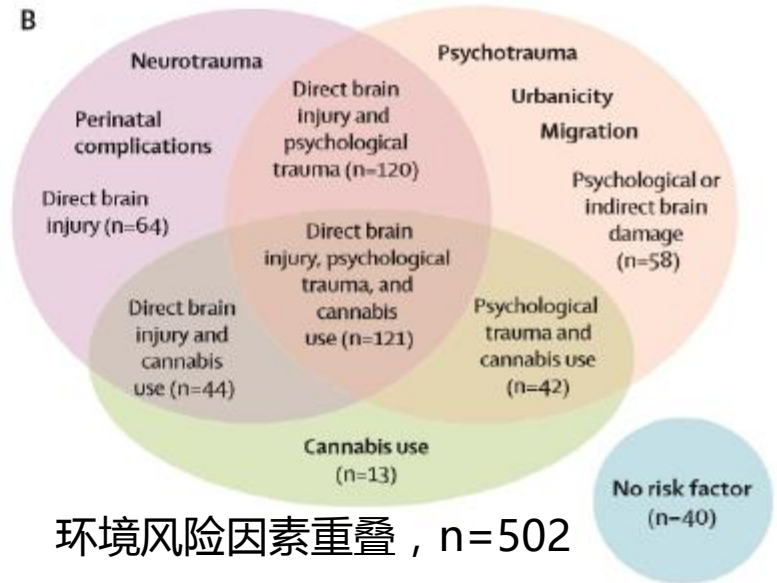 B
Neurotrauma
Perinatal
complications
Direct brain
injury (n=64)
Direct brain
injury and
psychological
trauma (n=120)
Psychotrauma
Urbanicity
Migration
Psychological or
indirect brain
damage
(n=58)
Direct brain
injury, psychological
trauma, and
cannabis
use (n=121)
Direct brain
injury and
cannabis
use (n=44)
Psychological
trauma and
cannabis use
(n=42)
Cannabis use
(n=13)
No risk factor
(n=40)
环境风险因素重叠，n=502